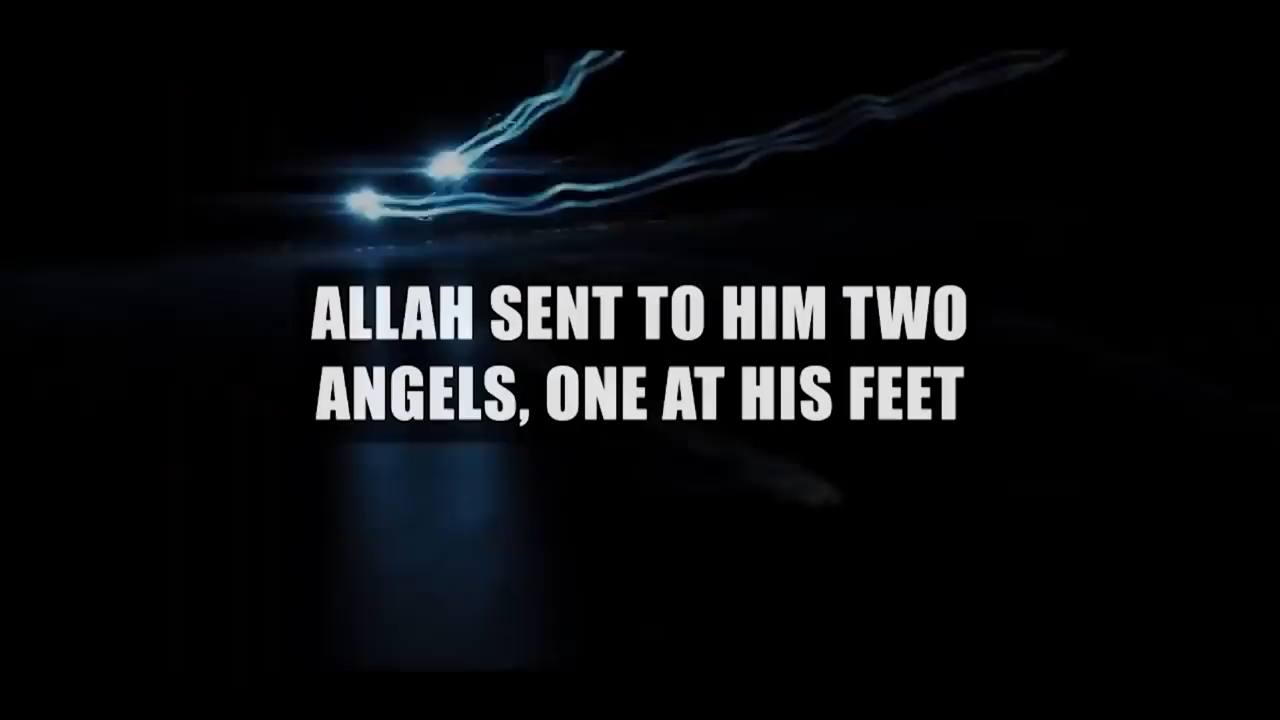 ALLAH SENT TO HIM TWO
ANGELS, ONE AT HIS FEET